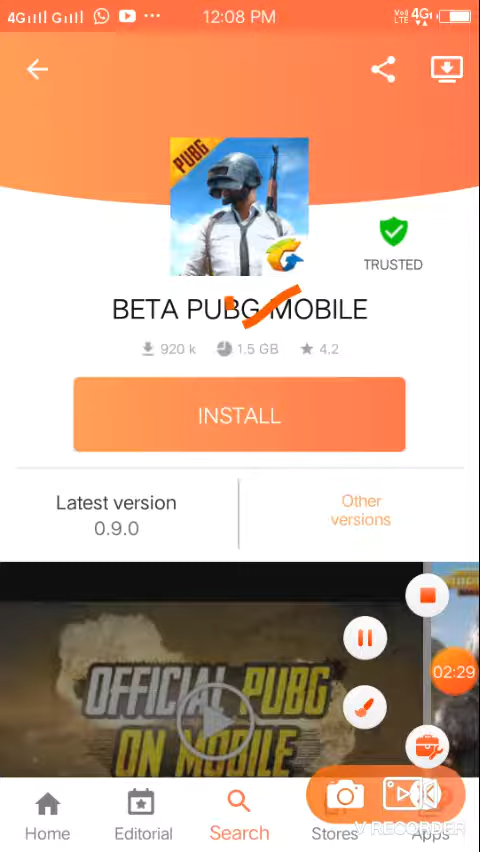 4G G 12:08 PM VoLTE 4G
PUBG
TRUSTED
BETA PUBG MOBILE
920 k 1.5 GB 4.2
INSTALL
Latest version
0.9.0
Other
versions
OFFICIAL PUBG
ON MOBILE
02:29
Home Editorial Search Stores Apps
V RECORDER